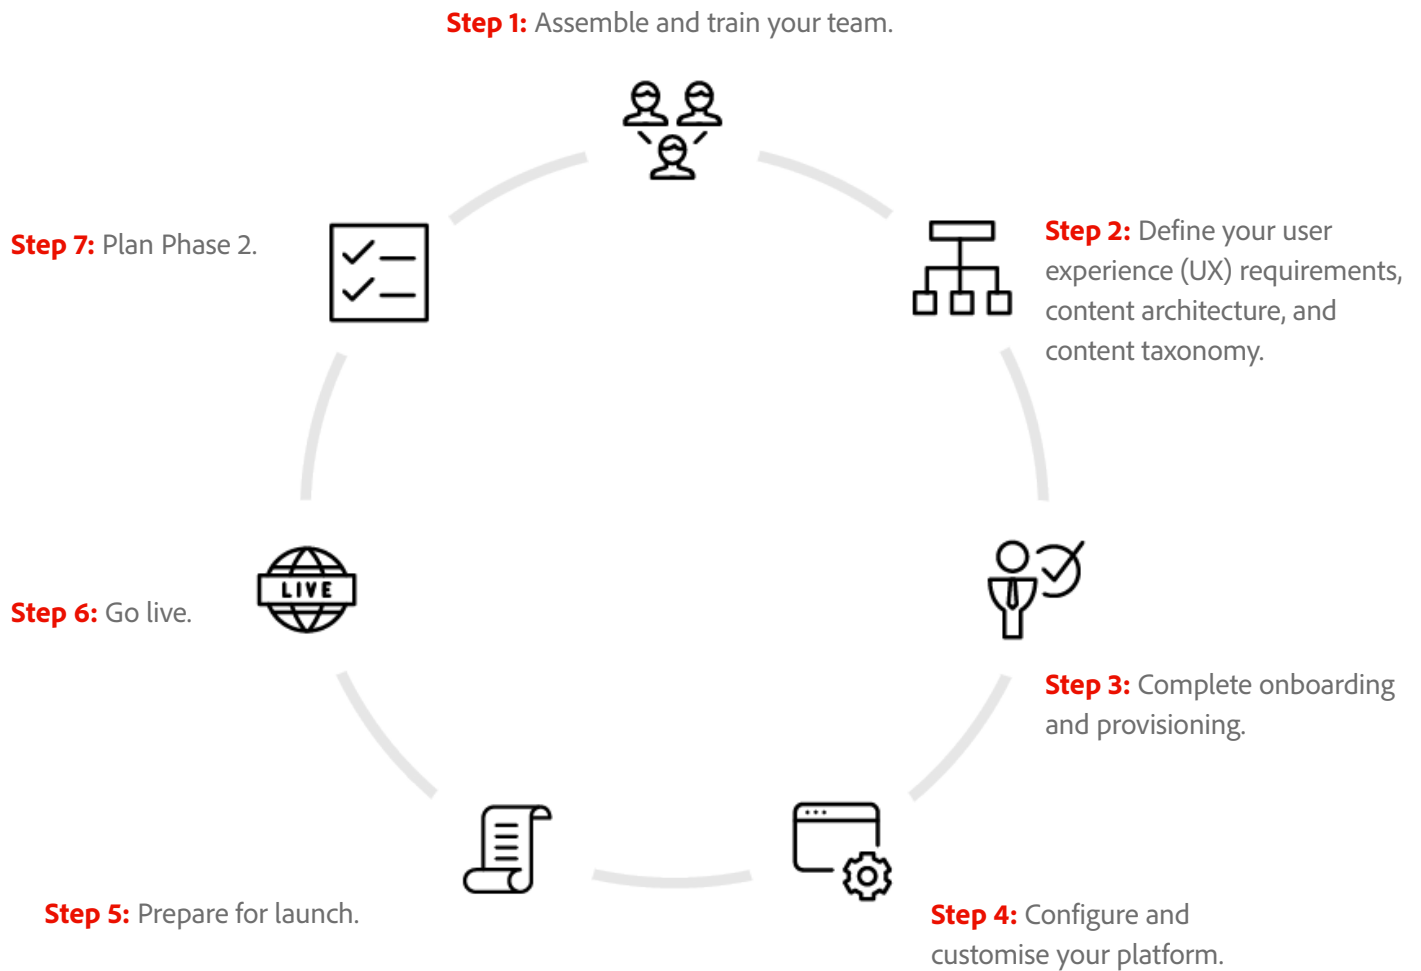 Step 1: Assemble and train your team.
Step 2: Define your user
experience (UX) requirements,
content architecture, and
content taxonomy.
Step 3: Complete onboarding
and provisioning.
Step 4: Configure and
customise your platform.
Step 5: Prepare for launch.
Step 6: Go live.
LIVE
Step 7: Plan Phase 2.